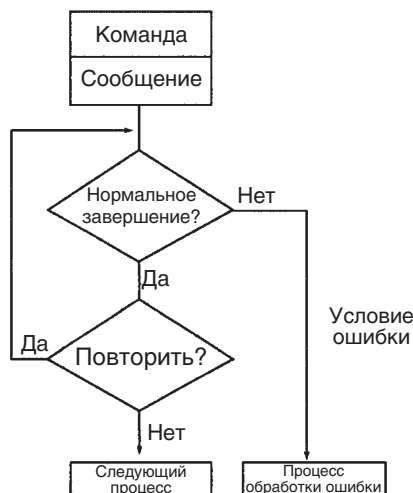 Команда
Сообщение
Нормальное
завершение?
Нет
Да
Условие
ошибки
Да
Повторить?
Нет
Следующий
процесс
Процесс
обработки ошибки